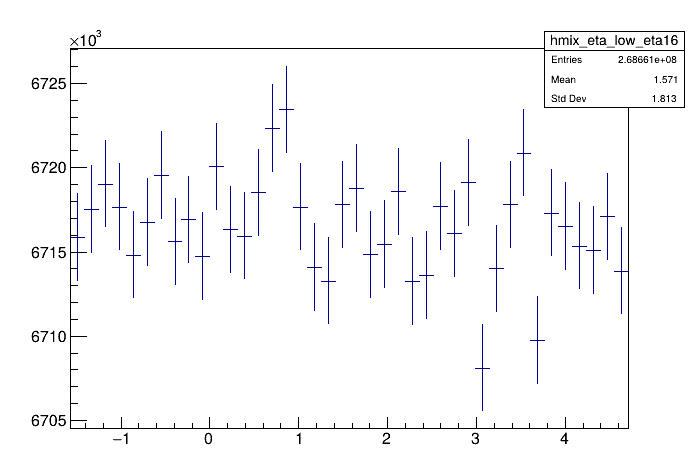 ×10³
hmix_eta_low_eta16
Entries 2.68661e+08
Mean 1.571
Std Dev 1.813
6725
6720
6715
6710
6705
−1 0 1 2 3 4